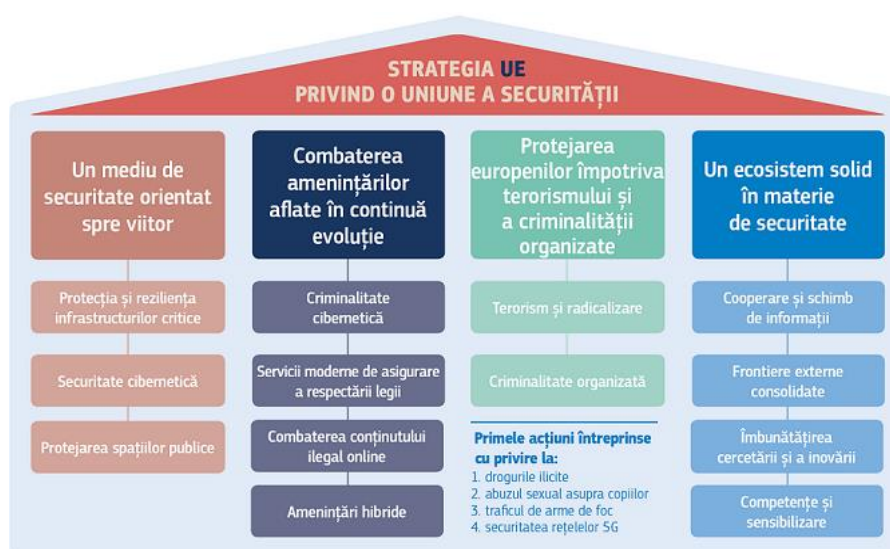 STRATEGIA UE
PRIVIND O UNIUNE A SECURITĂȚII
Un mediu de
securitate orientat
spre viitor
Protecția și reziliența
infrastructurilor critice
Securitate cibernetică
Protejarea spațiilor publice
Combaterea
amenințărilor
aflate în continuă
evoluție
Criminalitate
cibernetică
Servicii moderne de asigurare
a respectării legii
Combaterea conținutului
ilegal online
Amenințări hibride
Protejarea
europenilor împotriva
terorismului și
a criminalității
organizate
Terorism și radicalizare
Criminalitate organizată
Primele acțiuni întreprinse
cu privire la:
1. drogurile ilicite
2. abuzul sexual asupra copiilor
3. traficul de arme de foc
4. securitatea rețelelor 5G
Un ecosistem solid
în materie
de securitate
Cooperare și schimb
de informații
Frontiere externe
consolidate
Îmbunătățirea
cercetării și a inovării
Competențe și
sensibilizare